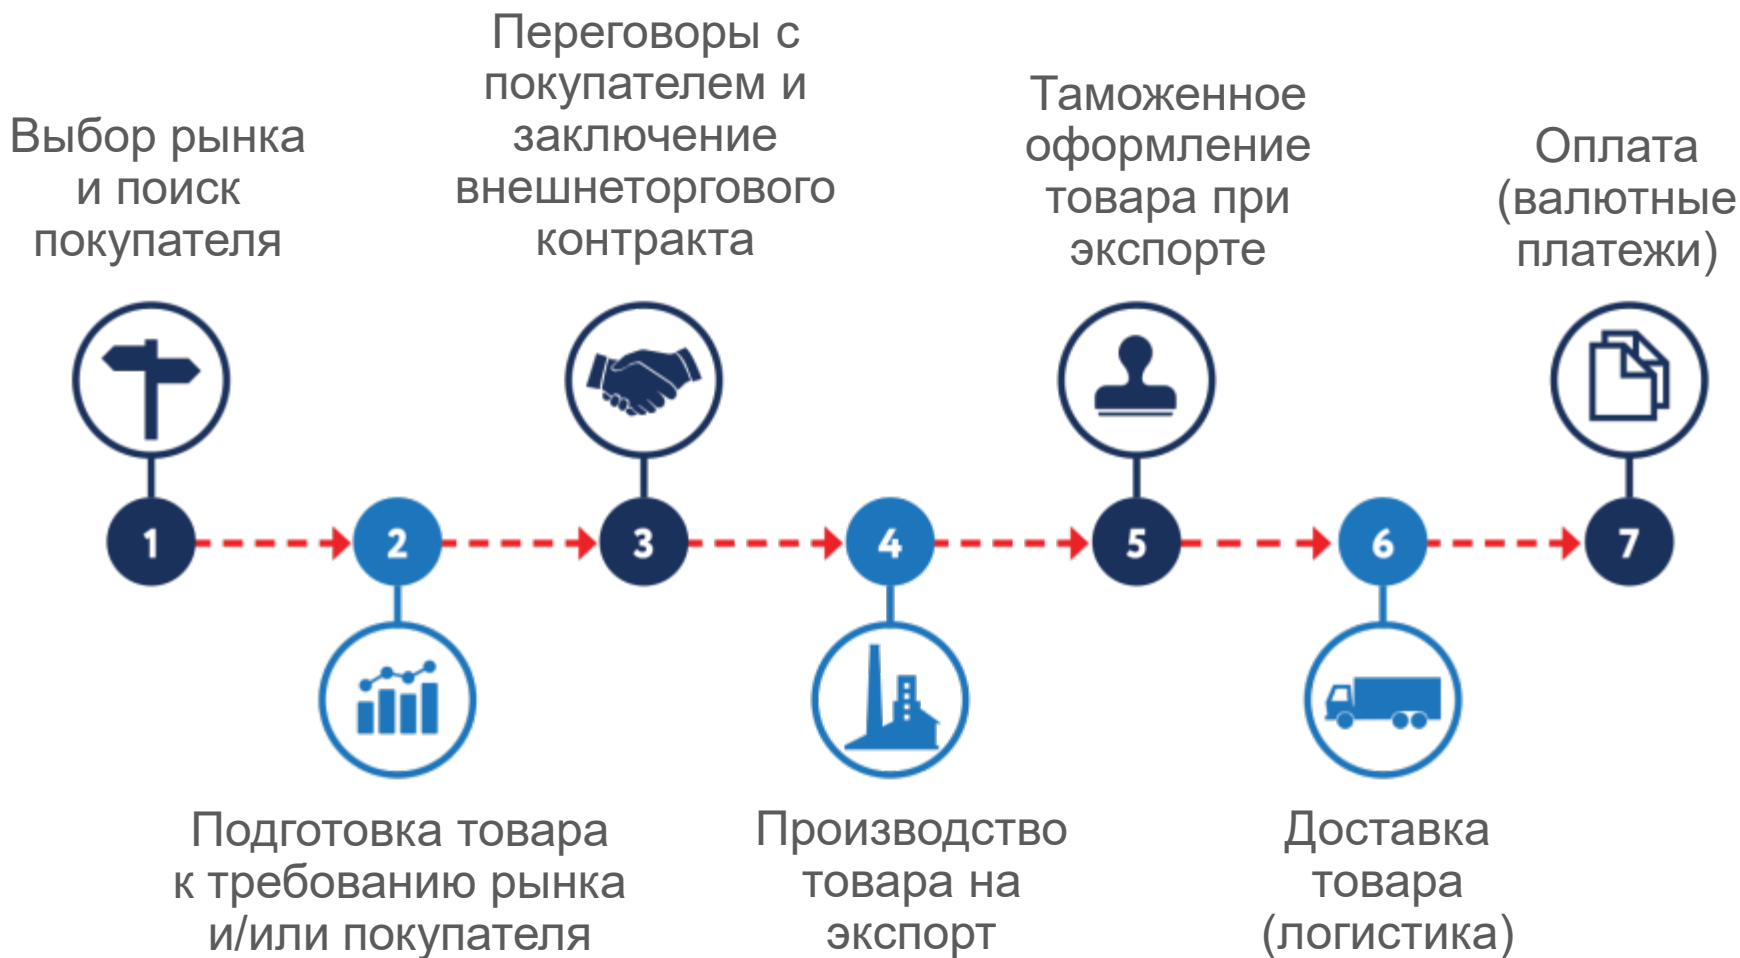 Выбор рынка
и поиск
покупателя
Переговоры с
покупателем и
заключение
внешнеторгового
контракта
Таможенное
оформление
товара при
экспорте
Оплата
(валютные
платежи)
1
2
3
4
5
6
7
Подготовка товара
к требованию рынка
и/или покупателя
Производство
товара на
экспорт
Доставка
товара
(логистика)